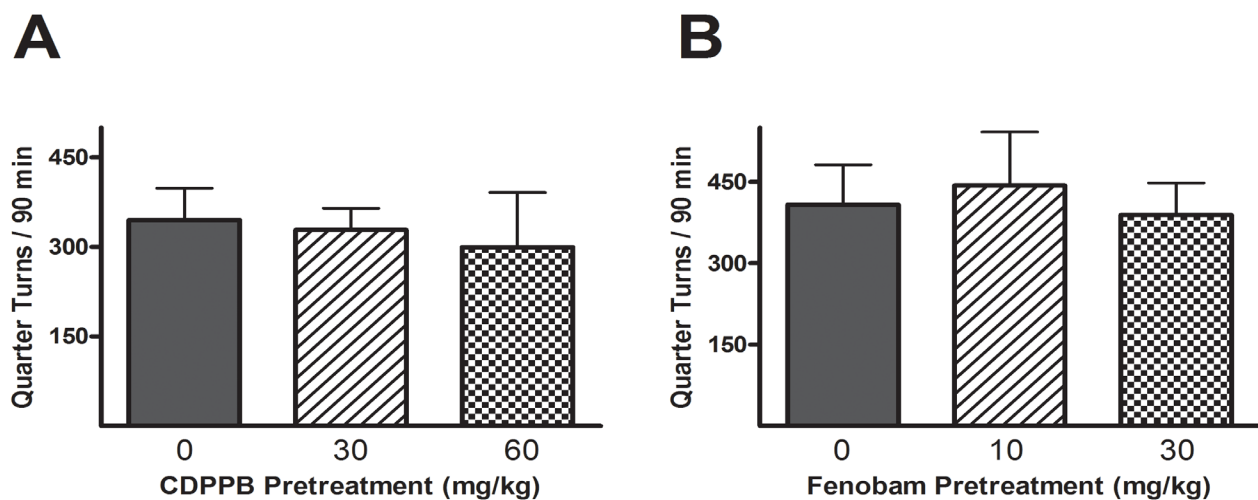 A
Quarter Turns / 90 min
450
300
150
0 30 60
CDPPB Pretreatment (mg/kg)
B
Quarter Turns / 90 min
450
300
150
0 10 30
Fenobam Pretreatment (mg/kg)